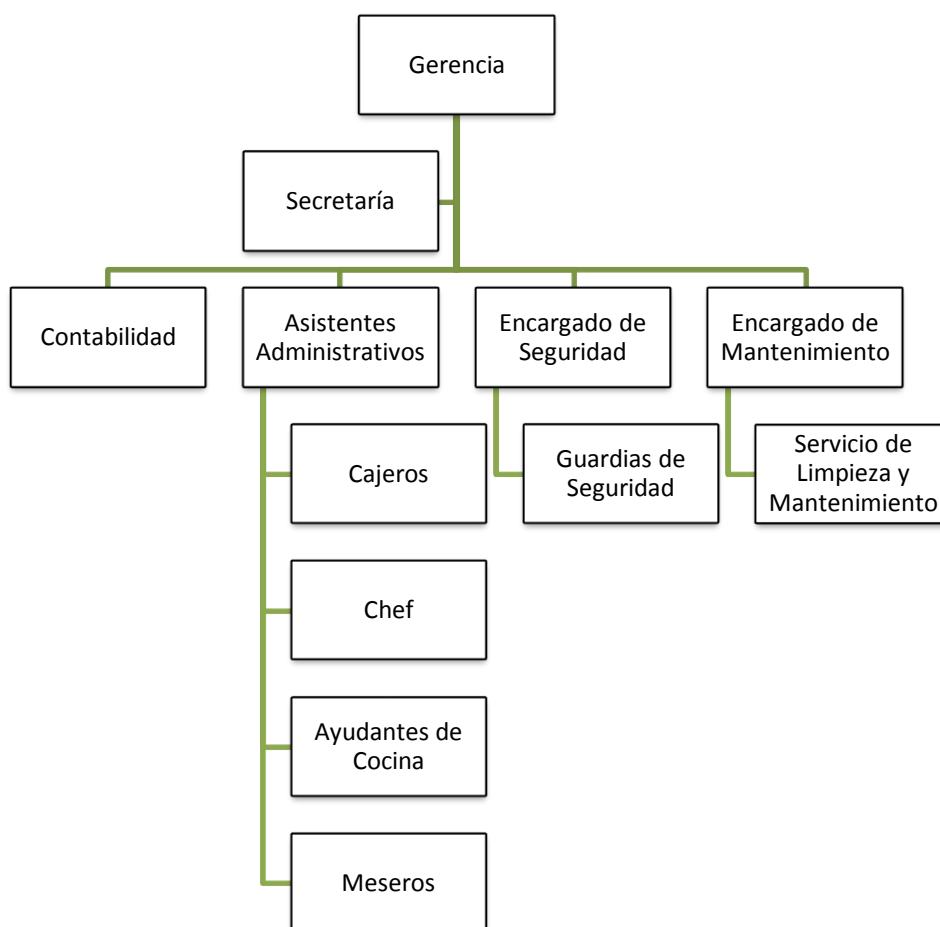 Gerencia
Secretaría
Contabilidad
Asistentes
Administrativos
Encargado de
Seguridad
Encargado de
Mantenimiento
Cajeros
Guardias de
Seguridad
Servicio de
Limpieza y
Mantenimiento
Chef
Ayudantes de
Cocina
Meseros